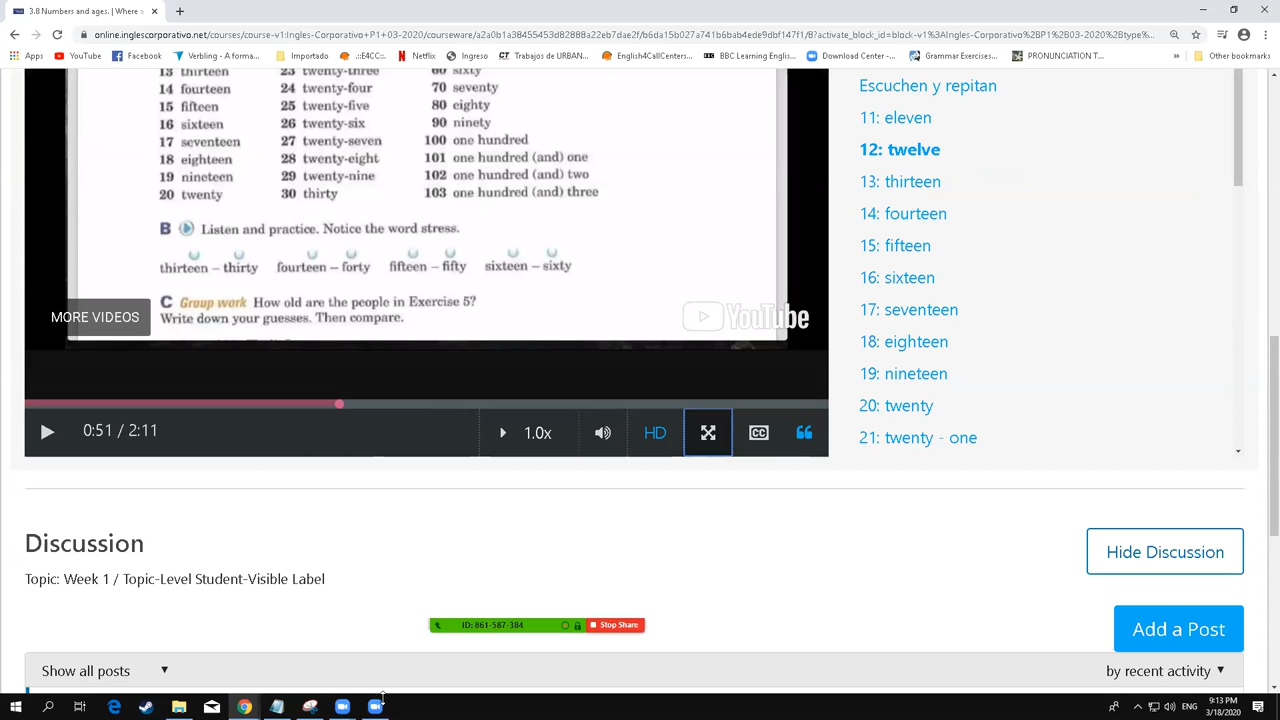 3.8 Numbers and ages. | Where s
online.inglescorporativo.net/courses/course-v1:Ingles-Corporativo+P1+03-2020/courseware/a2a0b1a38455453d82888a22eb7dae2f/b6da15b027a741b6bab4ede9dbf147f1/8?activate_block_id=block-v1%3AIngles-Corporativo%2BP1%2B03-2020%2Btype...
Apps YouTube Facebook Verbling - A forma... Importado .::E4CC::. Netflix Ingreso Trabajos de URBAN... English4CallCenters... BBC Learning Engli... Download Center -... Grammar Exercises... PRONUNCIATION T... » Other bookmarks
13 thirteen 23 twenty-three 60 sixty
14 fourteen 24 twenty-four 70 seventy
15 fifteen 25 twenty-five 80 eighty
16 sixteen 26 twenty-six 90 ninety
17 seventeen 27 twenty-seven 100 one hundred
18 eighteen 28 twenty-eight 101 one hundred (and) one
19 nineteen 29 twenty-nine 102 one hundred (and) two
20 twenty 30 thirty 103 one hundred (and) three
B Listen and practice. Notice the word stress.
thirteen – thirty fourteen – forty fifteen – fifty sixteen – sixty
C Group work How old are the people in Exercise 5?
Write down your guesses. Then compare.
MORE VIDEOS
YouTube
0:51 / 2:11 1.0x HD CC
Escuchen y repitan
11: eleven
12: twelve
13: thirteen
14: fourteen
15: fifteen
16: sixteen
17: seventeen
18: eighteen
19: nineteen
20: twenty
21: twenty - one
Discussion
Hide Discussion
Topic: Week 1 / Topic-Level Student-Visible Label
ID: 861-587-384 Stop Share
Add a Post
Show all posts by recent activity
ENG 9:13 PM
3/18/2020